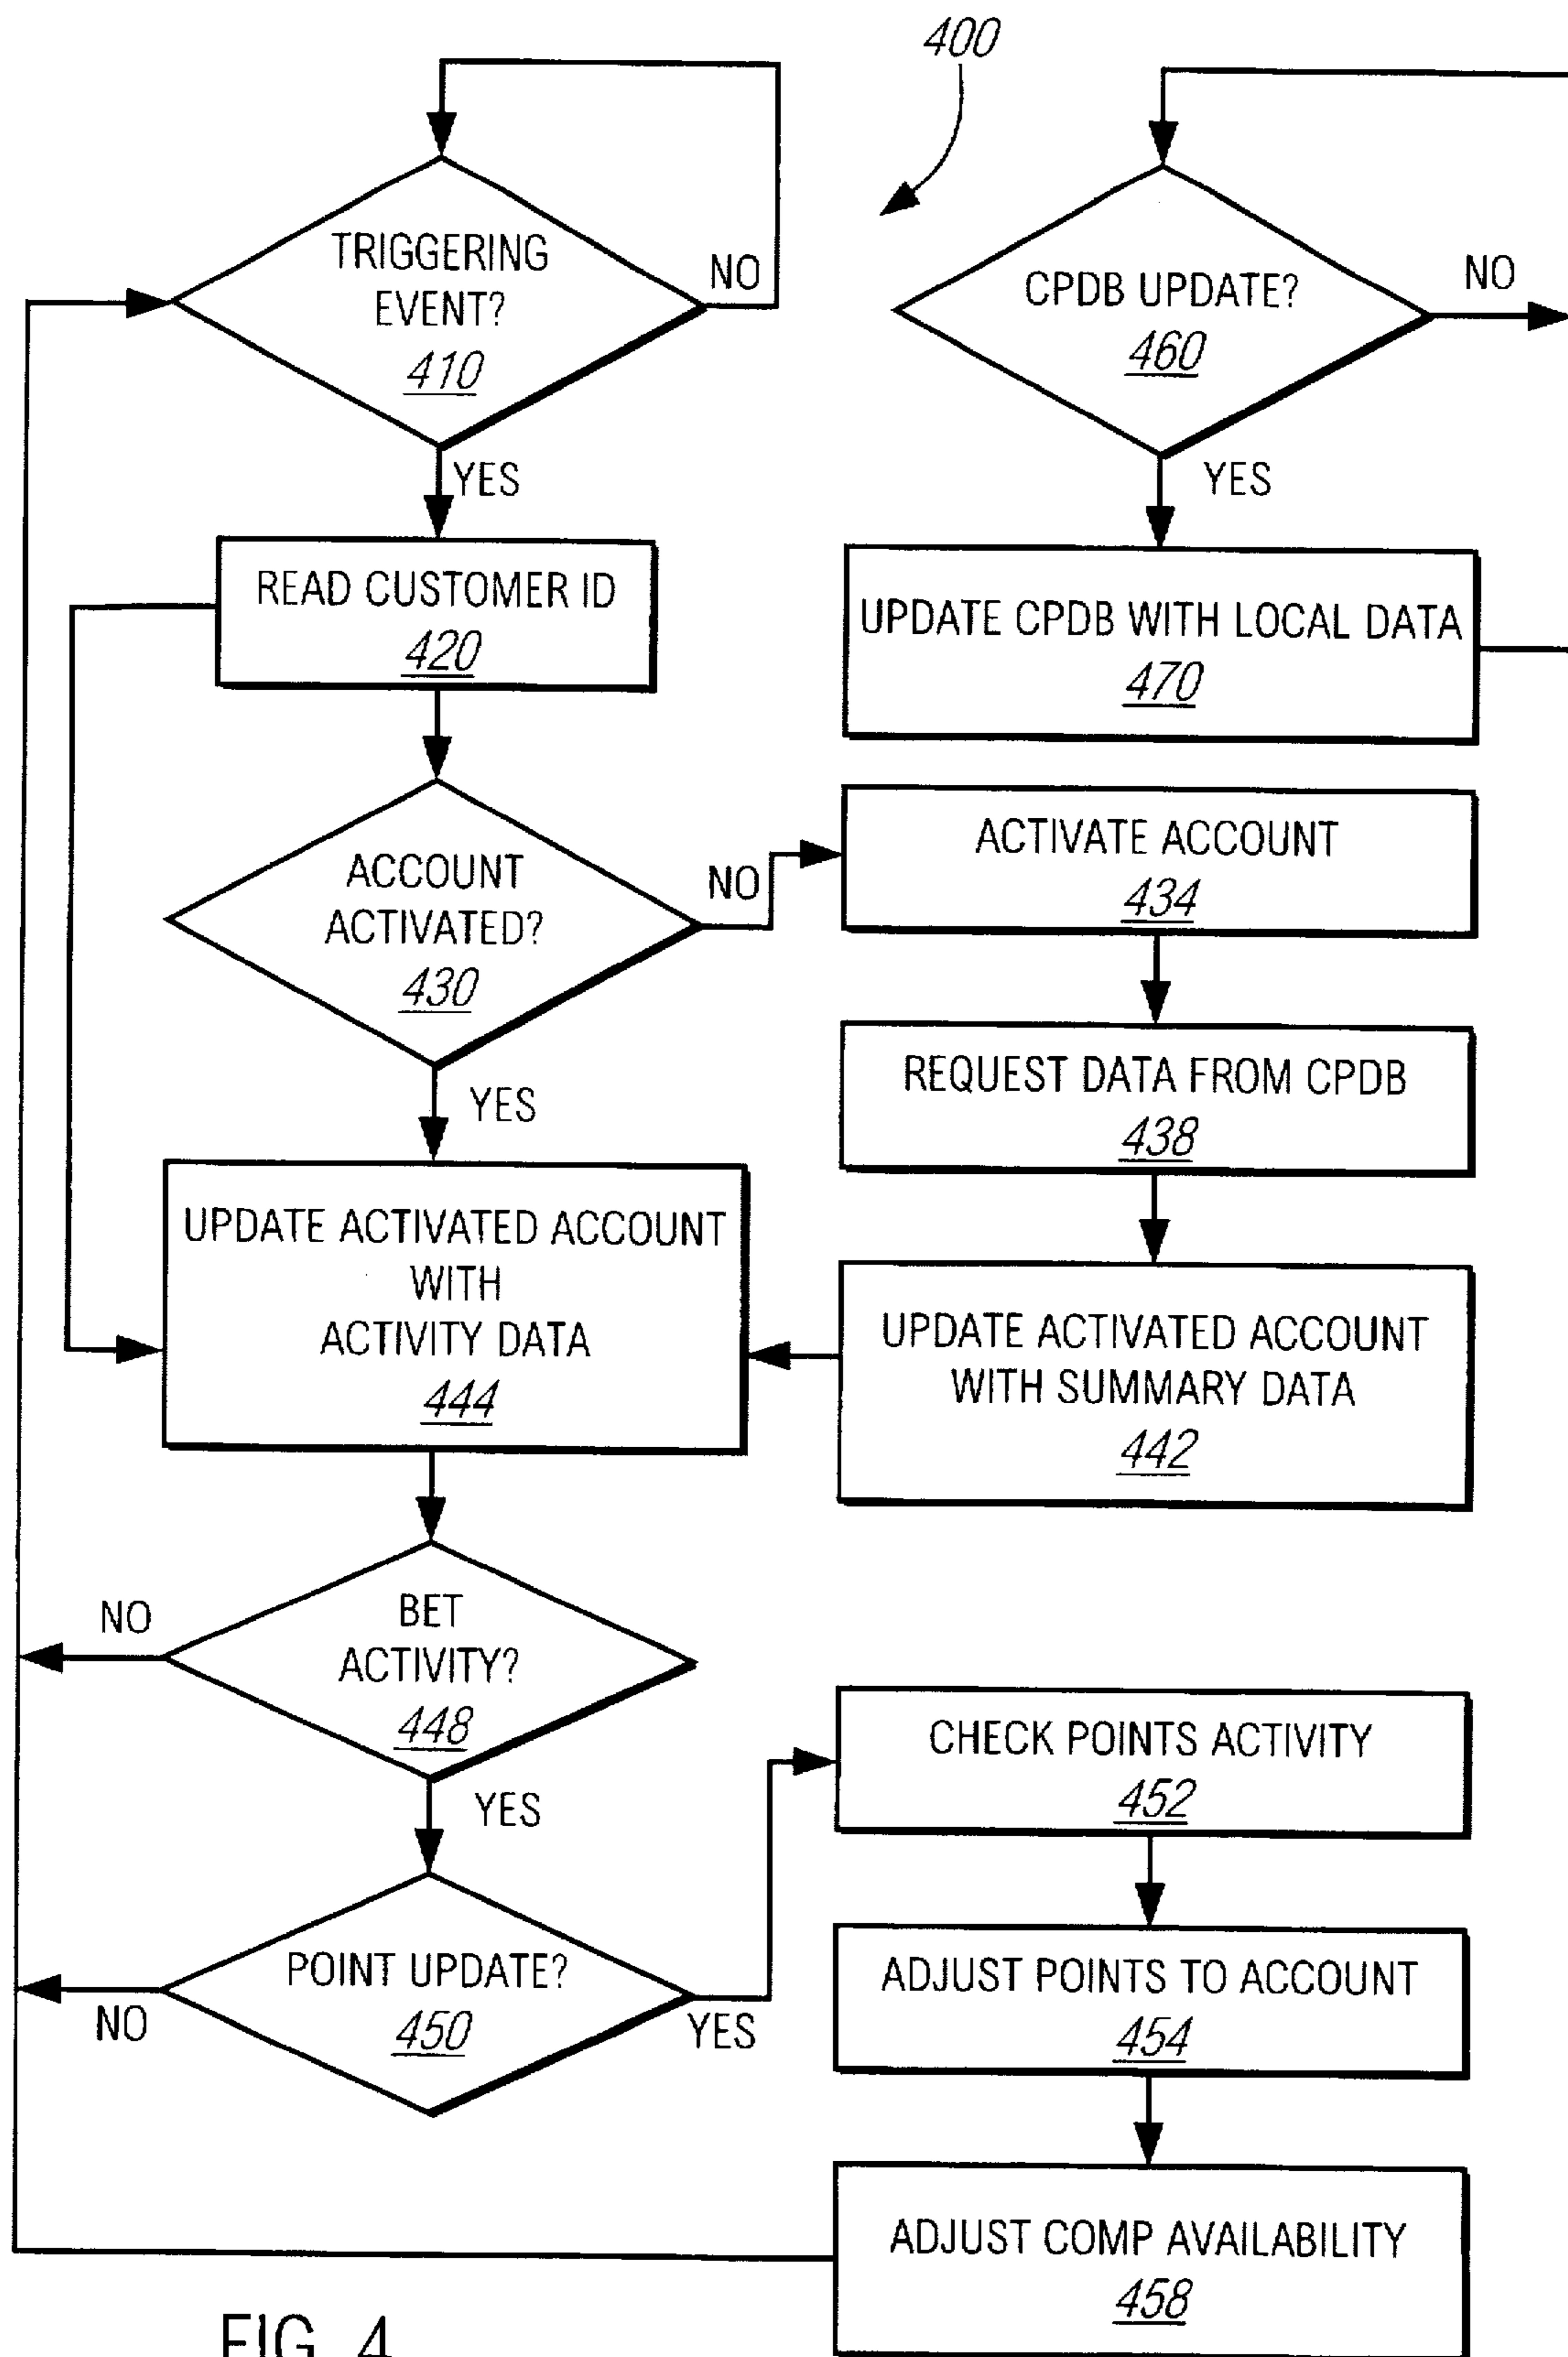 400
TRIGGERING
EVENT?
410
NO
YES
CPDB UPDATE?
460
NO
YES
READ CUSTOMER ID
420
UPDATE CPDB WITH LOCAL DATA
470
ACCOUNT
ACTIVATED?
430
NO
YES
ACTIVATE ACCOUNT
434
REQUEST DATA FROM CPDB
438
UPDATE ACTIVATED ACCOUNT
WITH
ACTIVITY DATA
444
UPDATE ACTIVATED ACCOUNT
WITH SUMMARY DATA
442
BET
ACTIVITY?
448
NO
YES
CHECK POINTS ACTIVITY
452
POINT UPDATE?
450
NO
YES
ADJUST POINTS TO ACCOUNT
454
ADJUST COMP AVAILABILITY
458
FIG. 4